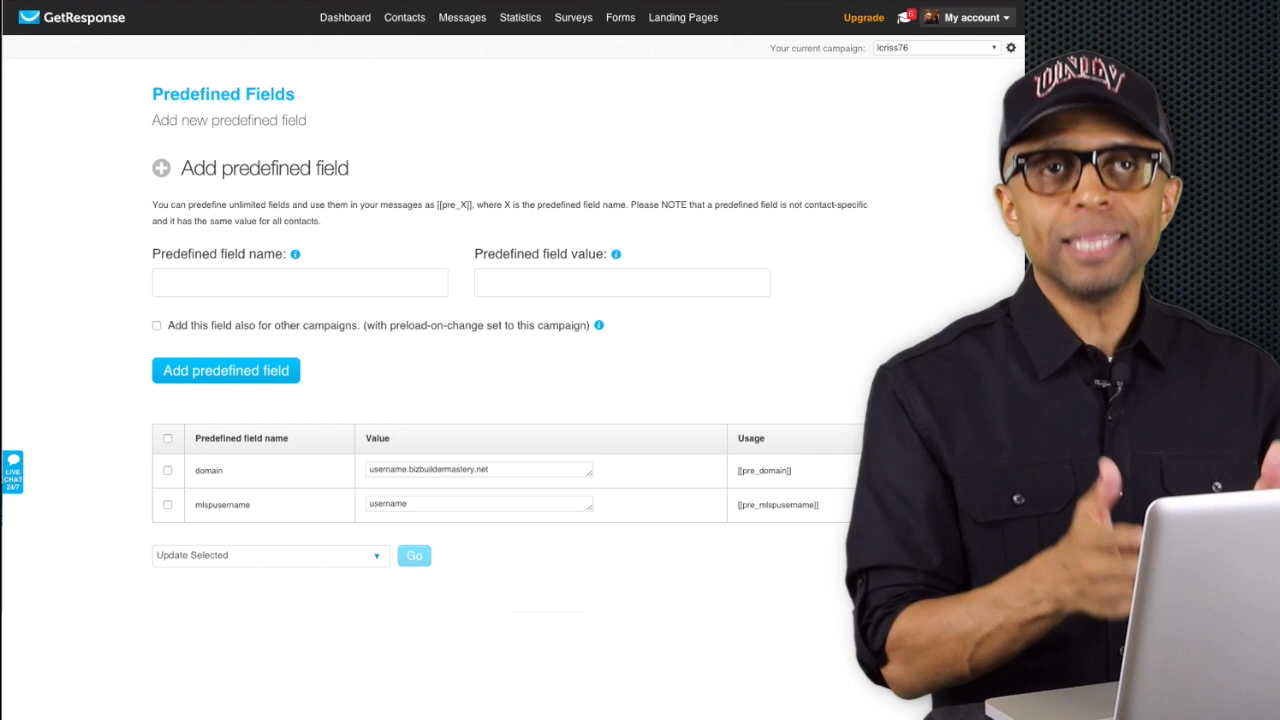 GetResponse
Dashboard Contacts Messages Statistics Surveys Forms Landing Pages
Upgrade 6 My account
Your current campaign: lcriss76
UNLV
Predefined Fields
Add new predefined field
Add predefined field
You can predefine unlimited fields and use them in your messages as [[pre_X]], where X is the predefined field name. Please NOTE that a predefined field is not contact-specific
and it has the same value for all contacts.
Predefined field name: Predefined field value:
Add this field also for other campaigns. (with preload-on-change set to this campaign)
Add predefined field
Predefined field name Value Usage
domain username.bizbuildermastery.net [[pre_domain]]
mlspusername username [[pre_mlspusername]]
LIVE
CHAT
24/7
Update Selected Go